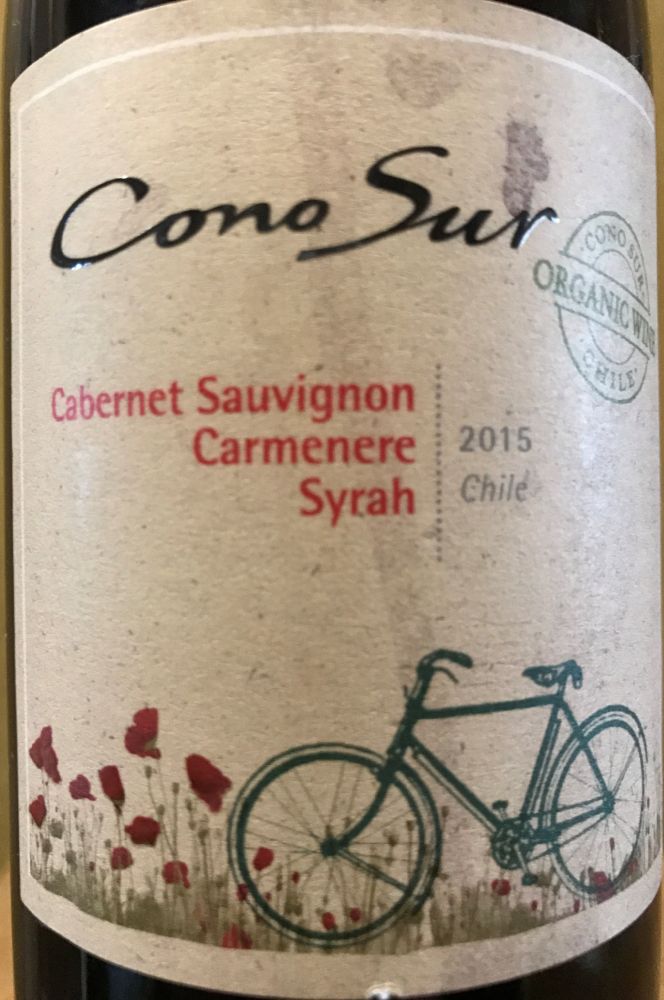 Cono Sur
CONO SUR
ORGANIC WINE
CHILE
Cabernet Sauvignon
Carmenere
Syrah
2015
Chile